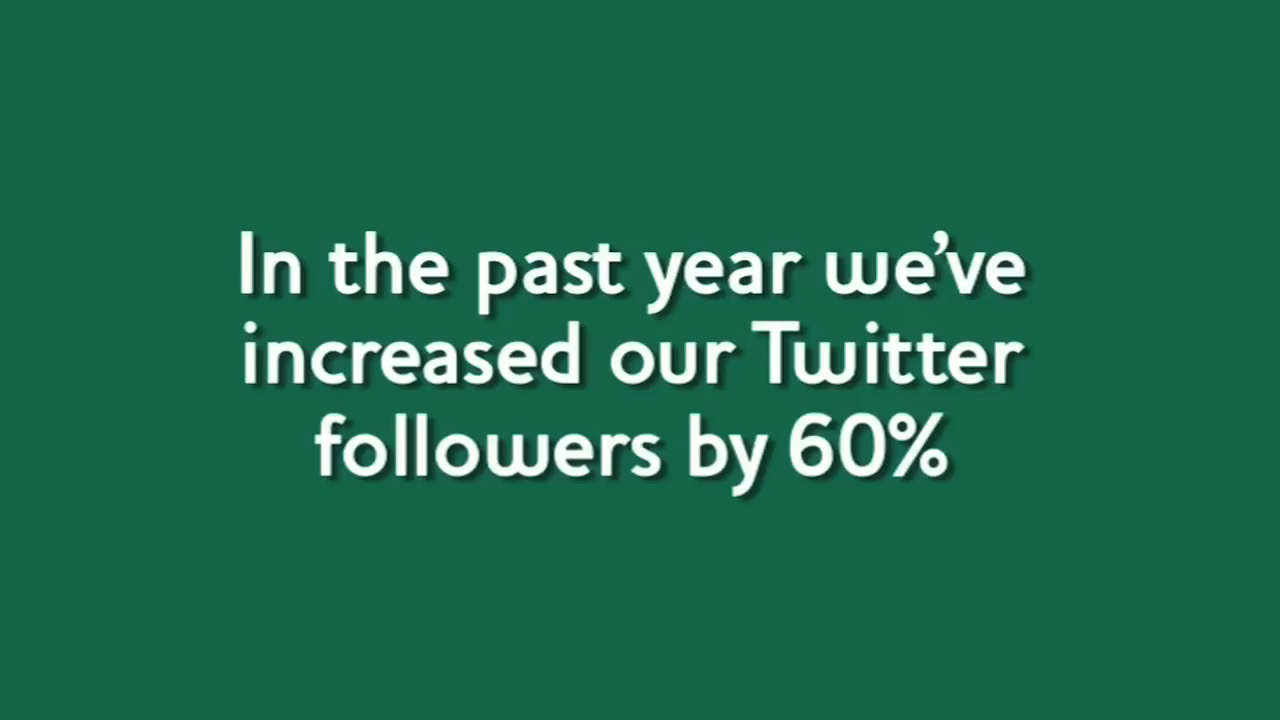 In the past year we’ve
increased our Twitter
followers by 60%